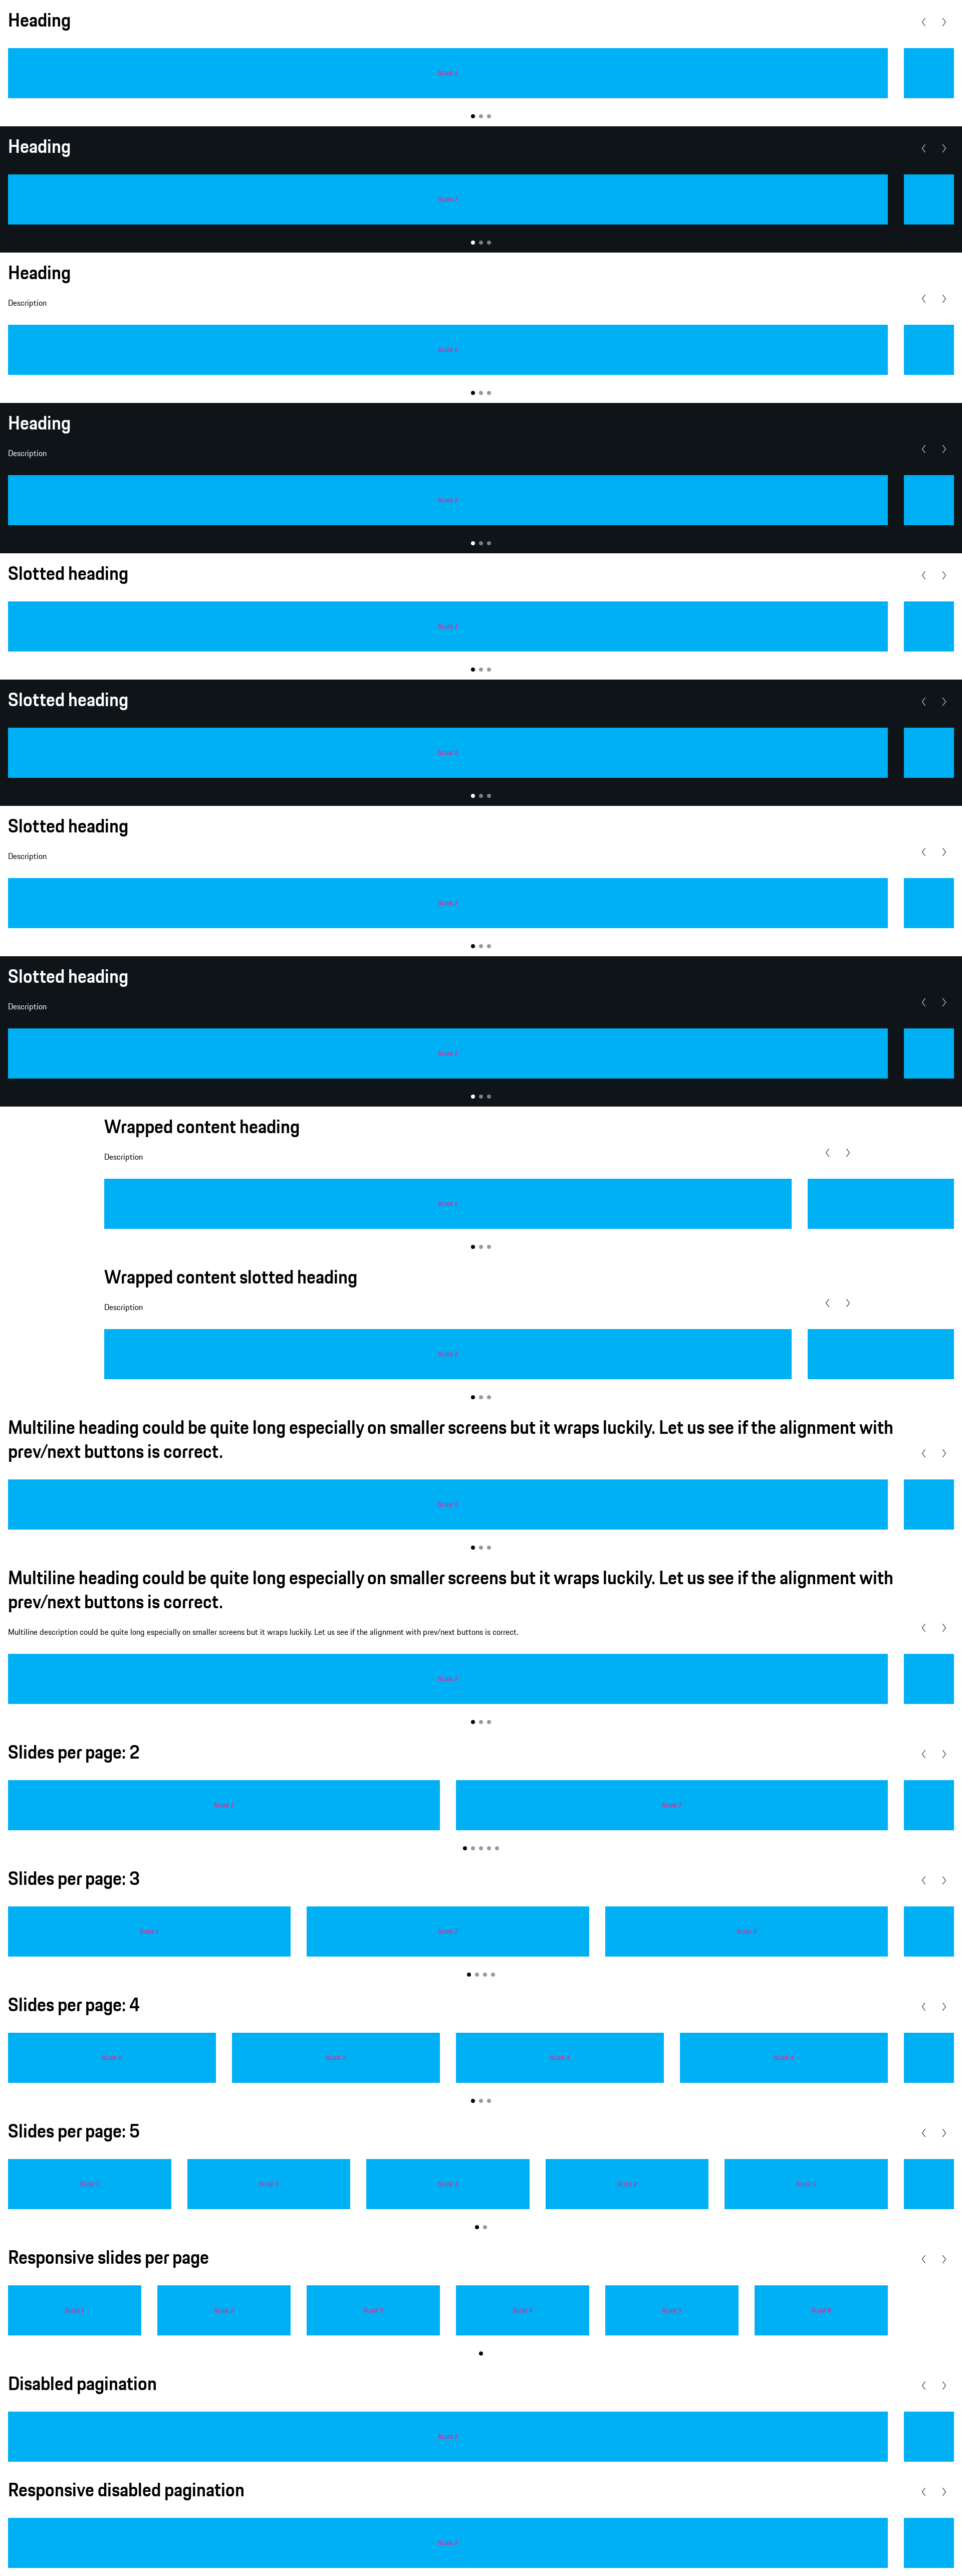 Heading
Slide 1
Heading
Slide 1
Heading
Description
Slide 1
Heading
Description
Slide 1
Slotted heading
Slide 1
Slotted heading
Slide 1
Slotted heading
Description
Slide 1
Slotted heading
Description
Slide 1
Wrapped content heading
Description
Slide 1
Wrapped content slotted heading
Description
Slide 1
Multiline heading could be quite long especially on smaller screens but it wraps luckily. Let us see if the alignment with
prev/next buttons is correct.
Slide 1
Multiline heading could be quite long especially on smaller screens but it wraps luckily. Let us see if the alignment with
prev/next buttons is correct.
Multiline description could be quite long especially on smaller screens but it wraps luckily. Let us see if the alignment with prev/next buttons is correct.
Slide 1
Slides per page: 2
Slide 1 Slide 2
Slides per page: 3
Slide 1 Slide 2 Slide 3
Slides per page: 4
Slide 1 Slide 2 Slide 3 Slide 4
Slides per page: 5
Slide 1 Slide 2 Slide 3 Slide 4 Slide 5
Responsive slides per page
Slide 1 Slide 2 Slide 3 Slide 4 Slide 5 Slide 6
Disabled pagination
Slide 1
Responsive disabled pagination
Slide 1